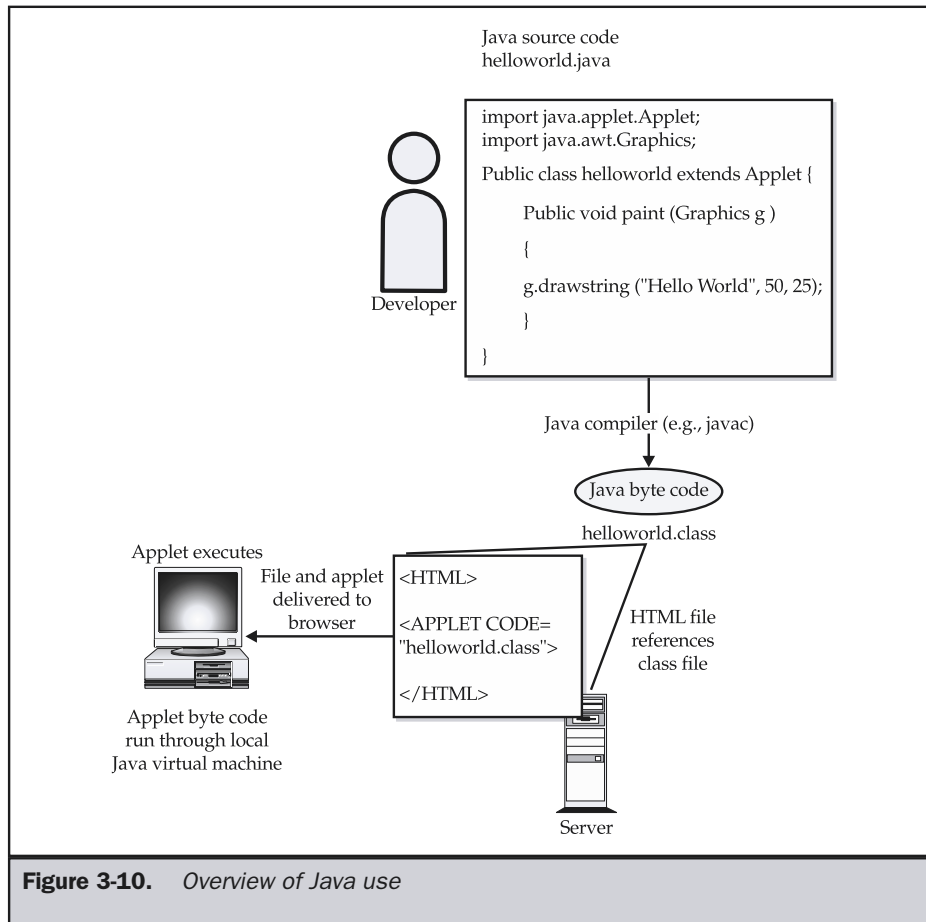 Java source code
helloworld.java
import java.applet.Applet;
import java.awt.Graphics;
Public class helloworld extends Applet {
Public void paint (Graphics g )
{
g.drawstring ("Hello World", 50, 25);
}
}
Developer
Java compiler (e.g., javac)
Java byte code
helloworld.class
Applet executes
File and applet
delivered to
browser
<HTML>
<APPLET CODE=
"helloworld.class">
</HTML>
HTML file
references
class file
Applet byte code
run through local
Java virtual machine
Server
Figure 3-10. Overview of Java use